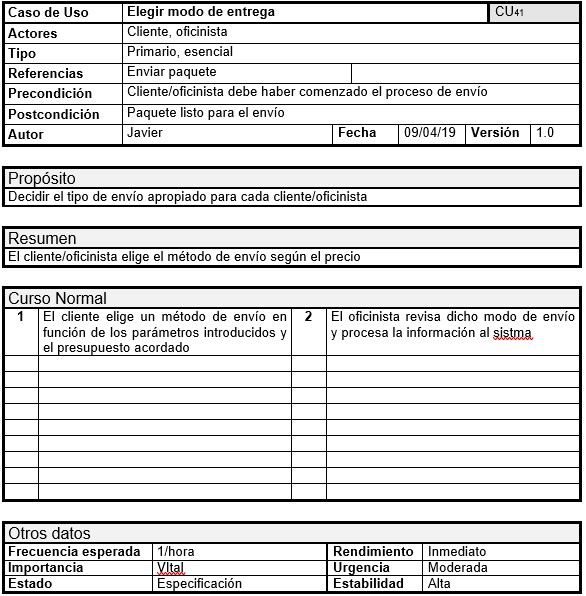 Caso de Uso Elegir modo de entrega CU41
Actores Cliente, oficinista
Tipo Primario, esencial
Referencias Enviar paquete
Precondición Cliente/oficinista debe haber comenzado el proceso de envío
Postcondición Paquete listo para el envío
Autor Javier Fecha 09/04/19 Versión 1.0
Propósito
Decidir el tipo de envío apropiado para cada cliente/oficinista
Resumen
El cliente/oficinista elige el método de envío según el precio
Curso Normal
1 El cliente elige un método de envío en
función de los parámetros introducidos y
el presupuesto acordado
2 El oficinista revisa dicho modo de envío
y procesa la información al sistma
Otros datos
Frecuencia esperada 1/hora Rendimiento Inmediato
Importancia VItal Urgencia Moderada
Estado Especificación Estabilidad Alta